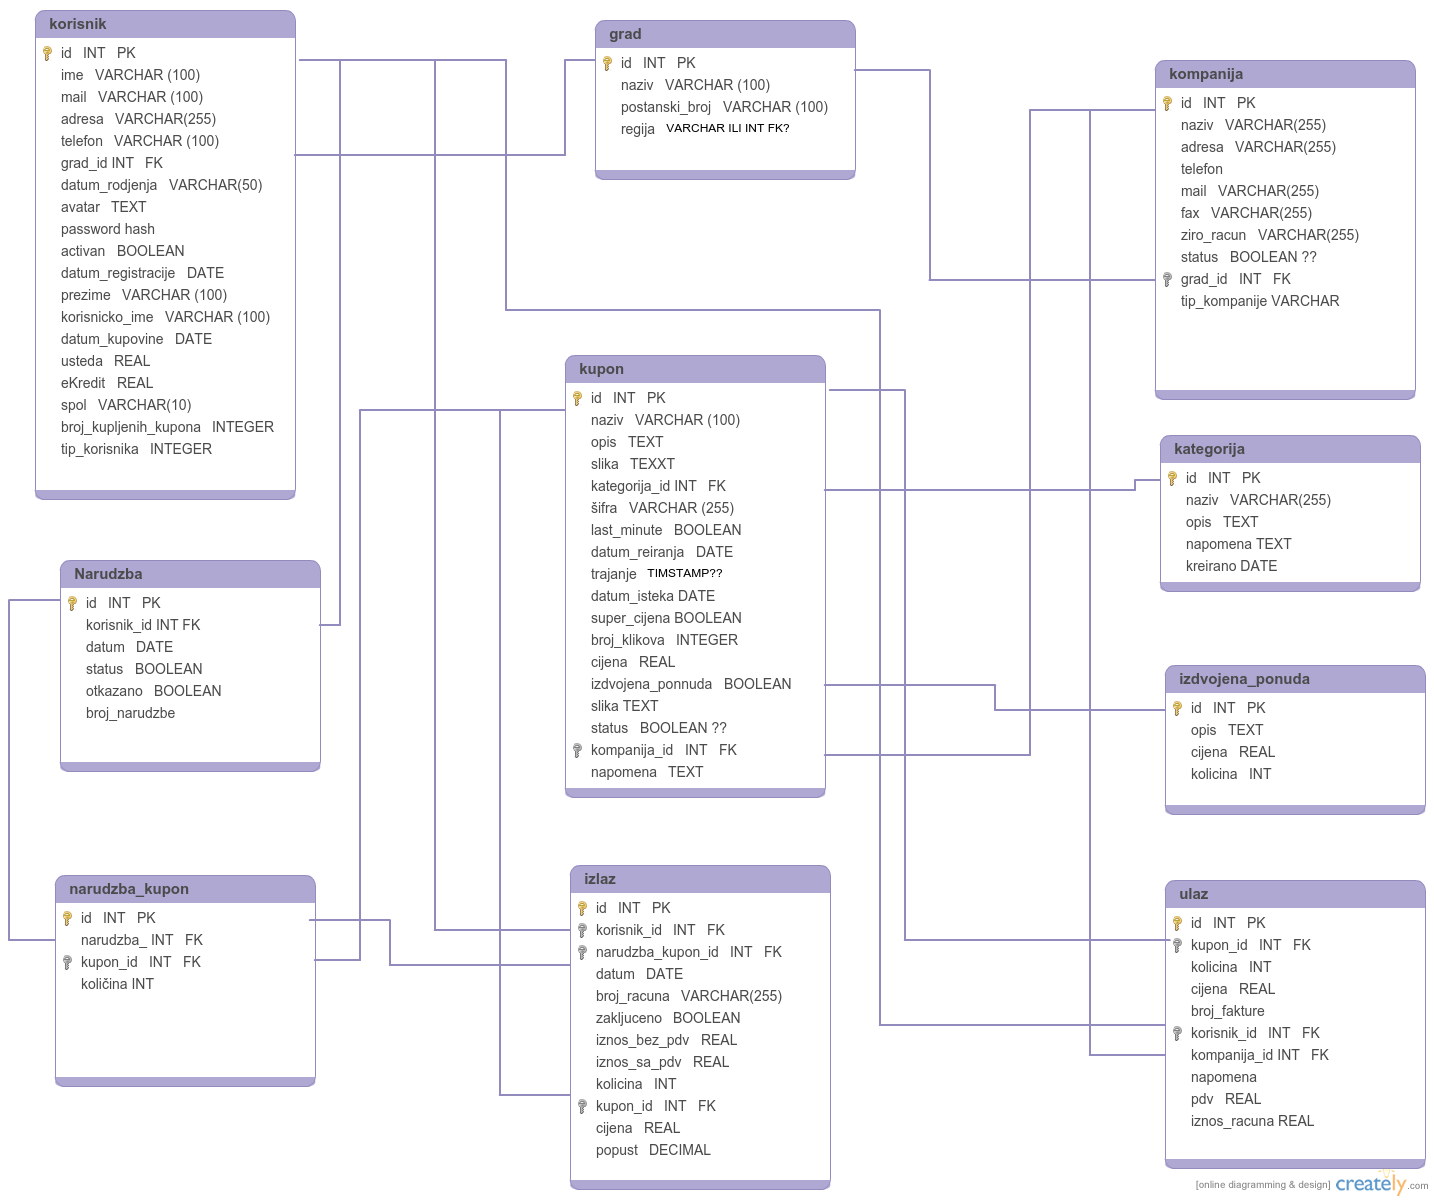 korisnik
id INT PK
ime VARCHAR (100)
mail VARCHAR (100)
adresa VARCHAR(255)
telefon VARCHAR (100)
grad_id INT FK
datum_rodjenja VARCHAR(50)
avatar TEXT
password hash
activan BOOLEAN
datum_registracije DATE
prezime VARCHAR (100)
korisnicko_ime VARCHAR (100)
datum_kupovine DATE
usteda REAL
eKredit REAL
spol VARCHAR(10)
broj_kupljenih_kupona INTEGER
tip_korisnika INTEGER
grad
id INT PK
naziv VARCHAR (100)
postanski_broj VARCHAR (100)
regija VARCHAR ILI INT FK?
kompanija
id INT PK
naziv VARCHAR(255)
adresa VARCHAR(255)
telefon
mail VARCHAR(255)
fax VARCHAR(255)
ziro_racun VARCHAR(255)
status BOOLEAN ??
grad_id INT FK
tip_kompanije VARCHAR
kupon
id INT PK
naziv VARCHAR (100)
opis TEXT
slika TEXXT
kategorija_id INT FK
šifra VARCHAR (255)
last_minute BOOLEAN
datum_reiranja DATE
trajanje TIMSTAMP??
datum_isteka DATE
super_cijena BOOLEAN
broj_klikova INTEGER
cijena REAL
izdvojena_ponnuda BOOLEAN
slika TEXT
status BOOLEAN ??
kompanija_id INT FK
napomena TEXT
kategorija
id INT PK
naziv VARCHAR(255)
opis TEXT
napomena TEXT
kreirano DATE
Narudzba
id INT PK
korisnik_id INT FK
datum DATE
status BOOLEAN
otkazano BOOLEAN
broj_narudzbe
izdvojena_ponuda
id INT PK
opis TEXT
cijena REAL
kolicina INT
narudzba_kupon
id INT PK
narudzba_ INT FK
kupon_id INT FK
količina INT
izlaz
id INT PK
korisnik_id INT FK
narudzba_kupon_id INT FK
datum DATE
broj_racuna VARCHAR(255)
zakljuceno BOOLEAN
iznos_bez_pdv REAL
iznos_sa_pdv REAL
kolicina INT
kupon_id INT FK
cijena REAL
popust DECIMAL
ulaz
id INT PK
kupon_id INT FK
kolicina INT
cijena REAL
broj_fakture
korisnik_id INT FK
kompanija_id INT FK
napomena
pdv REAL
iznos_racuna REAL
[online diagramming & design] creately.com